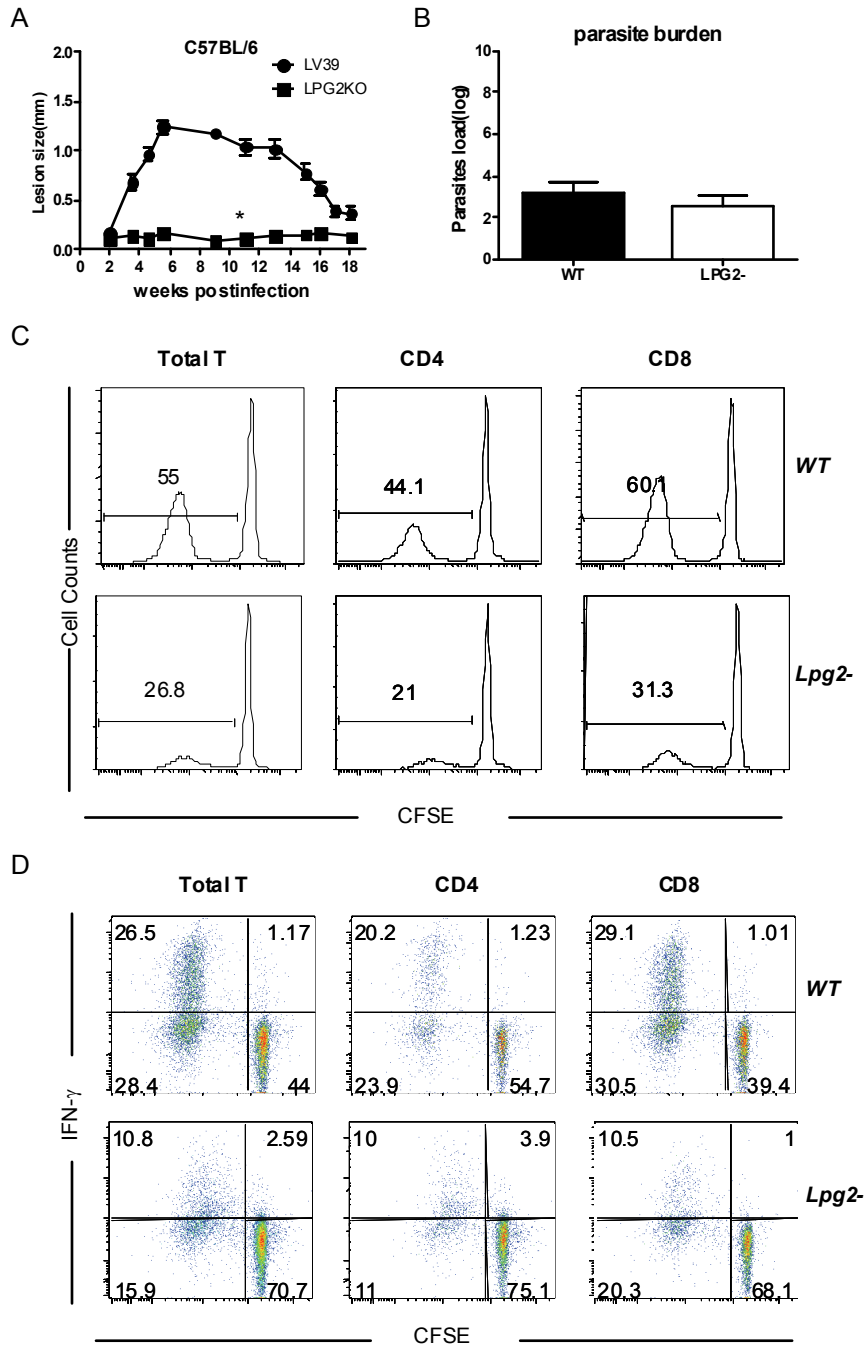 A
C57BL/6
LV39
LPG2KO
Lesion size(mm)
2.0
1.5
1.0
0.5
0.0
*
0 2 4 6 8 10 12 14 16 18
weeks postinfection
B
parasite burden
Parasites load(log)
10
8
6
4
2
0
WT LPG2-
C
Total T CD4 CD8
Cell Counts
55 44.1 60.1
WT
26.8 21 31.3
Lpg2-
CFSE
D
Total T CD4 CD8
IFN-γ
26.5 1.17 20.2 1.23 29.1 1.01
WT
28.4 44 23.9 54.7 30.5 39.4
10.8 2.59 10 3.9 10.5 1
Lpg2-
15.9 70.7 11 75.1 20.3 68.1
CFSE